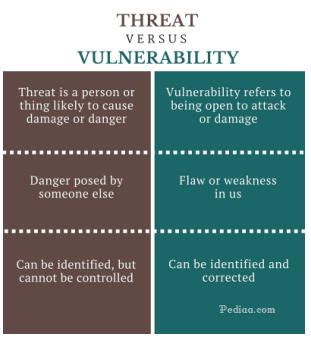 THREAT
VERSUS
VULNERABILITY
Threat is a person or
thing likely to cause
damage or danger
Vulnerability refers to
being open to attack
or damage
Danger posed by
someone else
Flaw or weakness
in us
Can be identified, but
cannot be controlled
Can be identified and
corrected
Pediaa.com